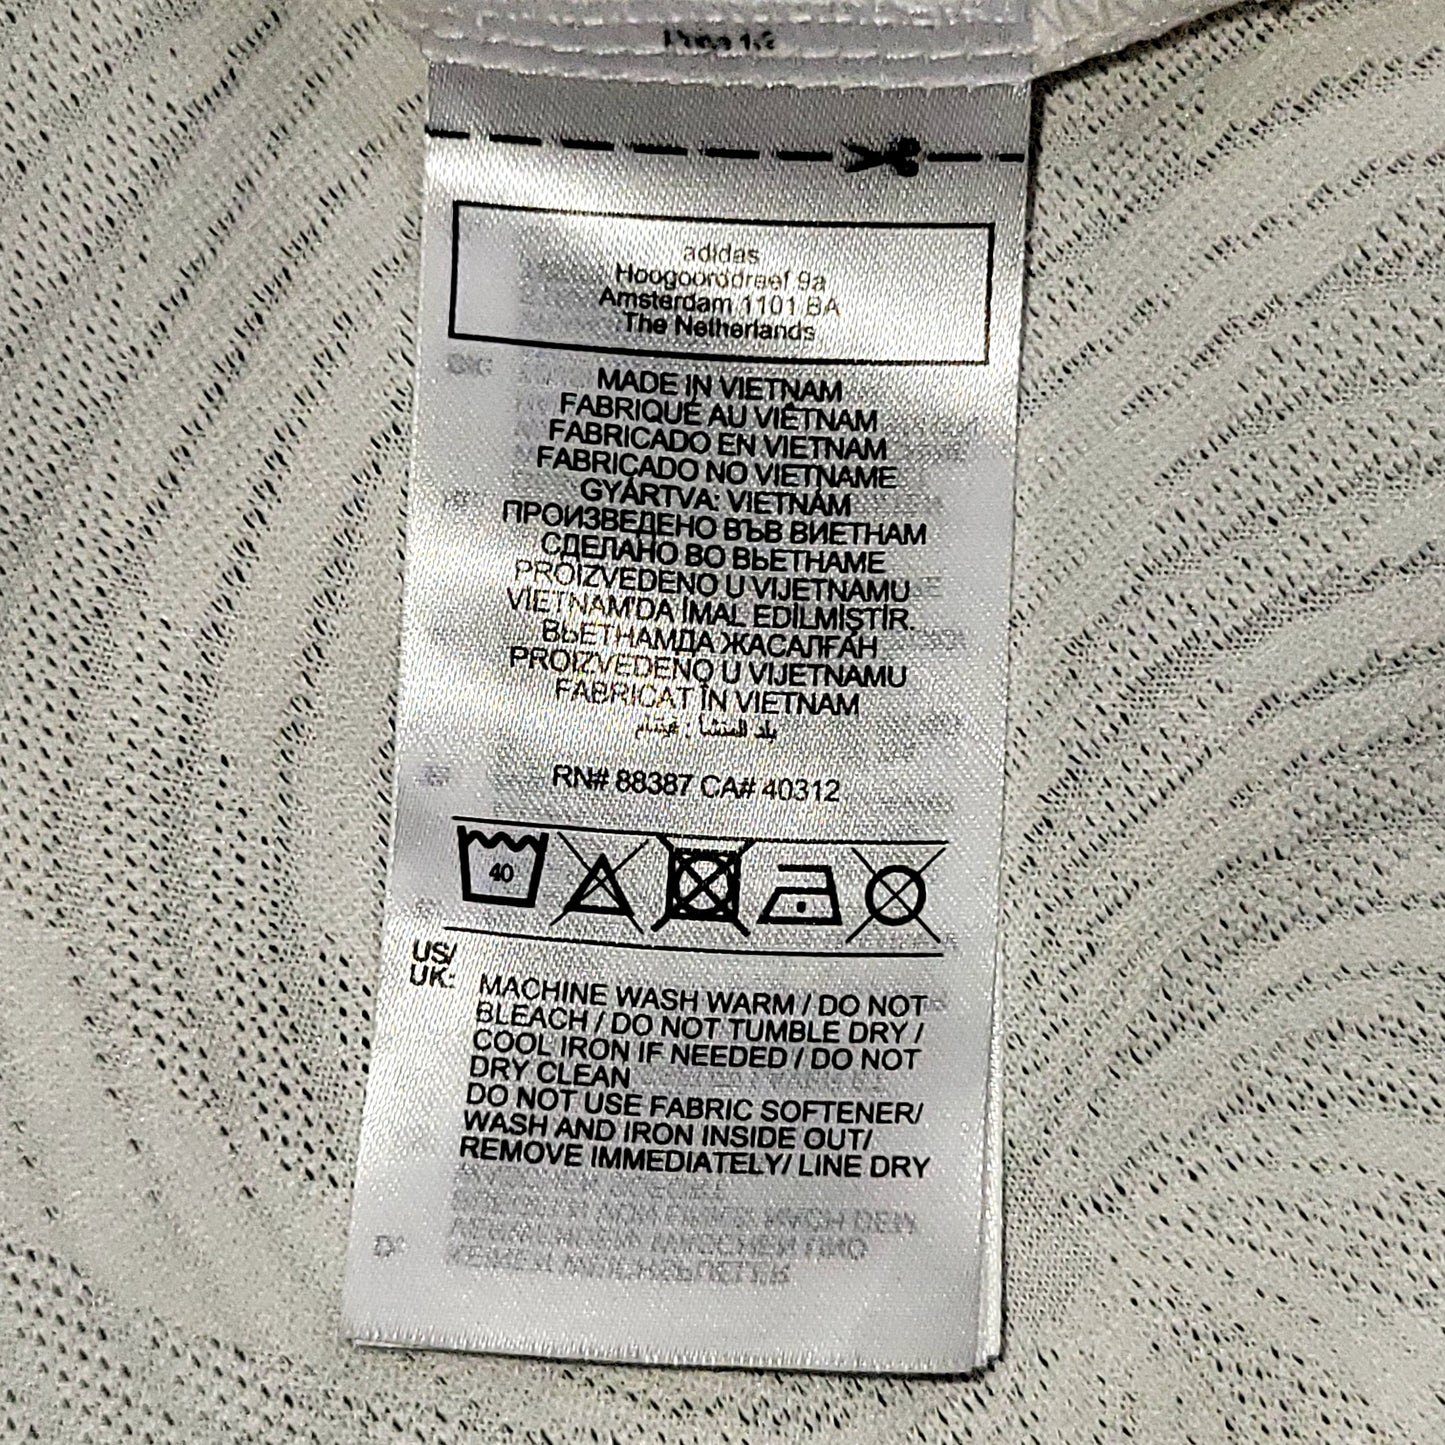 adidas
Hoogoorddreef 9a
Amsterdam 1101 BA
The Netherlands
MADE IN VIETNAM
FABRIQUÉ AU VIÊTNAM
FABRICADO EN VIETNAM
FABRICADO NO VIETNAME
GYÁRTVA: VIETNÁM
ПРОИЗВЕДЕНО ВЪВ ВИЕТНАМ
СДЕЛАНО ВО ВЬЕТНАМЕ
PROIZVEDENO U VIJETNAMU
VIETNAM'DA İMAL EDİLMİŞTİR.
ВЬЕТНАМДА ЖАСАЛҒАН
PROIZVEDENO U VIJETNAMU
FABRICAT ÎN VIETNAM
بلد المنشأ : فيتنام
RN# 88387 CA# 40312
40
US/
UK:
MACHINE WASH WARM / DO NOT
BLEACH / DO NOT TUMBLE DRY /
COOL IRON IF NEEDED / DO NOT
DRY CLEAN
DO NOT USE FABRIC SOFTENER/
WASH AND IRON INSIDE OUT/
REMOVE IMMEDIATELY/ LINE DRY